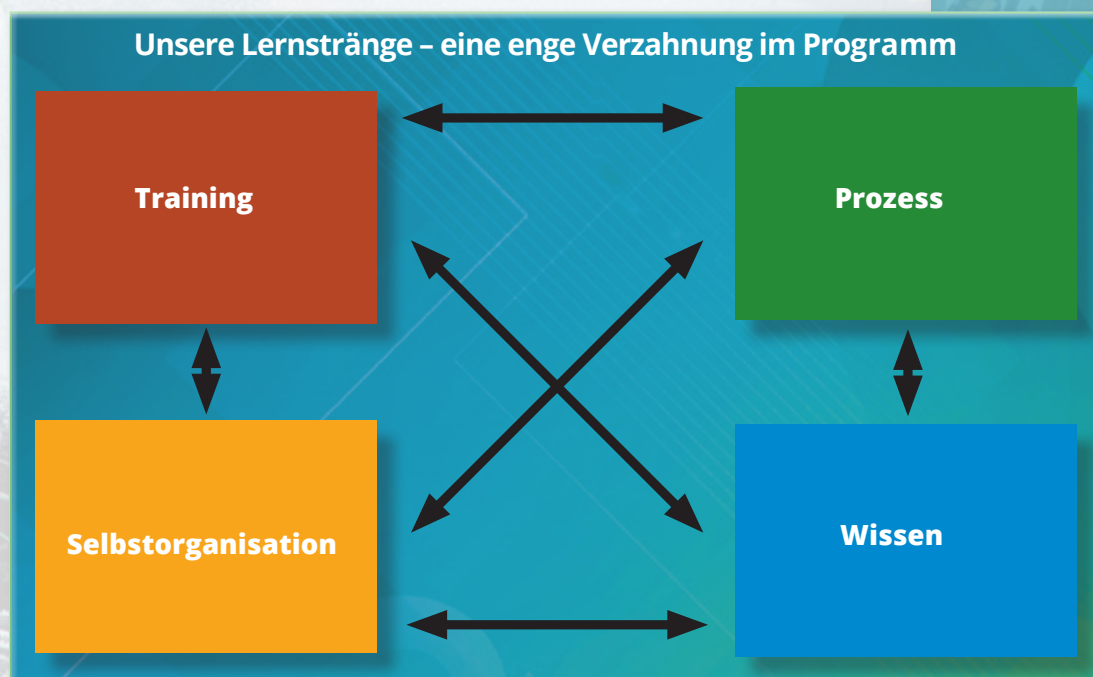 Unsere Lernstränge – eine enge Verzahnung im Programm
Training
Prozess
Selbstorganisation
Wissen